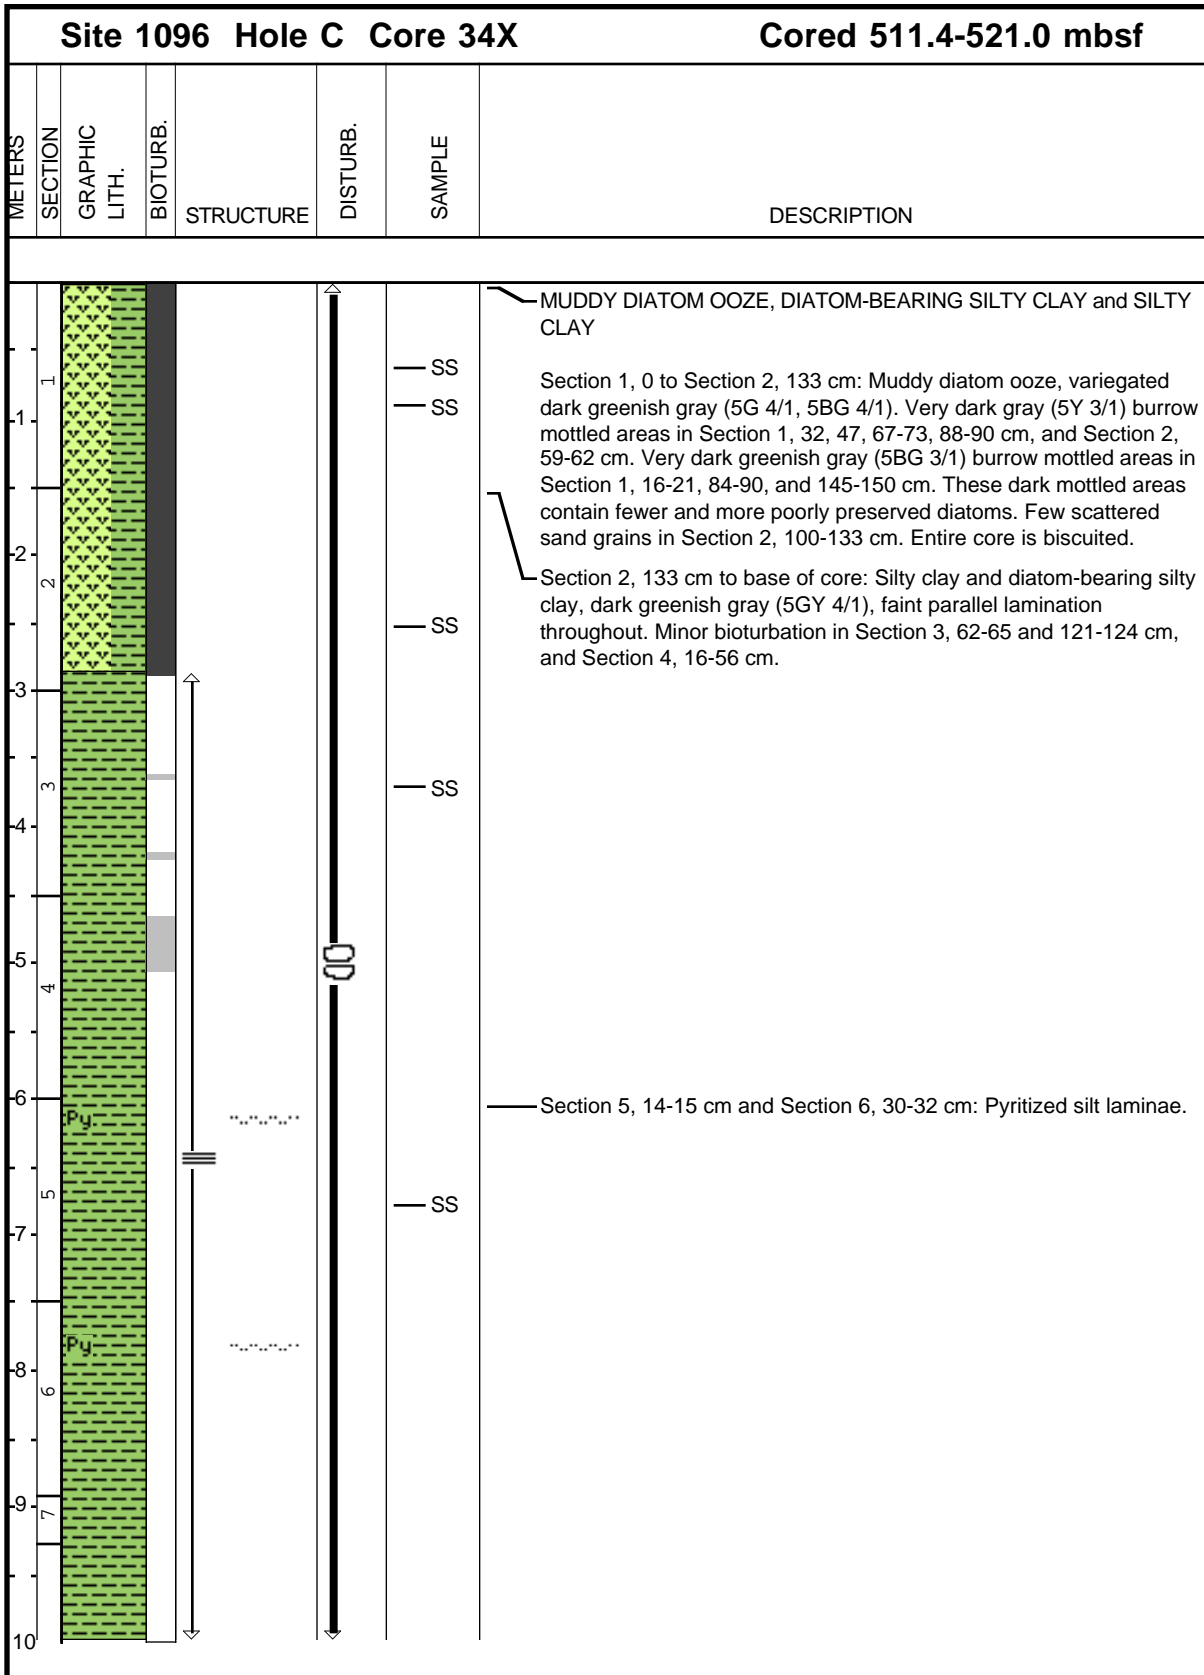 Site 1096 Hole C Core 34X Cored 511.4-521.0 mbsf
METERS
SECTION
GRAPHIC
LITH.
BIOTURB.
STRUCTURE
DISTURB.
SAMPLE
DESCRIPTION
MUDDY DIATOM OOZE, DIATOM-BEARING SILTY CLAY and SILTY
CLAY
SS
1
Section 1, 0 to Section 2, 133 cm: Muddy diatom ooze, variegated
SS
1
dark greenish gray (5G 4/1, 5BG 4/1). Very dark gray (5Y 3/1) burrow
mottled areas in Section 1, 32, 47, 67-73, 88-90 cm, and Section 2,
59-62 cm. Very dark greenish gray (5BG 3/1) burrow mottled areas in
Section 1, 16-21, 84-90, and 145-150 cm. These dark mottled areas
contain fewer and more poorly preserved diatoms. Few scattered
sand grains in Section 2, 100-133 cm. Entire core is biscuited.
2
2
Section 2, 133 cm to base of core: Silty clay and diatom-bearing silty
clay, dark greenish gray (5GY 4/1), faint parallel lamination
throughout. Minor bioturbation in Section 3, 62-65 and 121-124 cm,
and Section 4, 16-56 cm.
SS
3
3
SS
4
5
4
6
Section 5, 14-15 cm and Section 6, 30-32 cm: Pyritized silt laminae.
Py
5
SS
7
Py
8
6
9
7
10